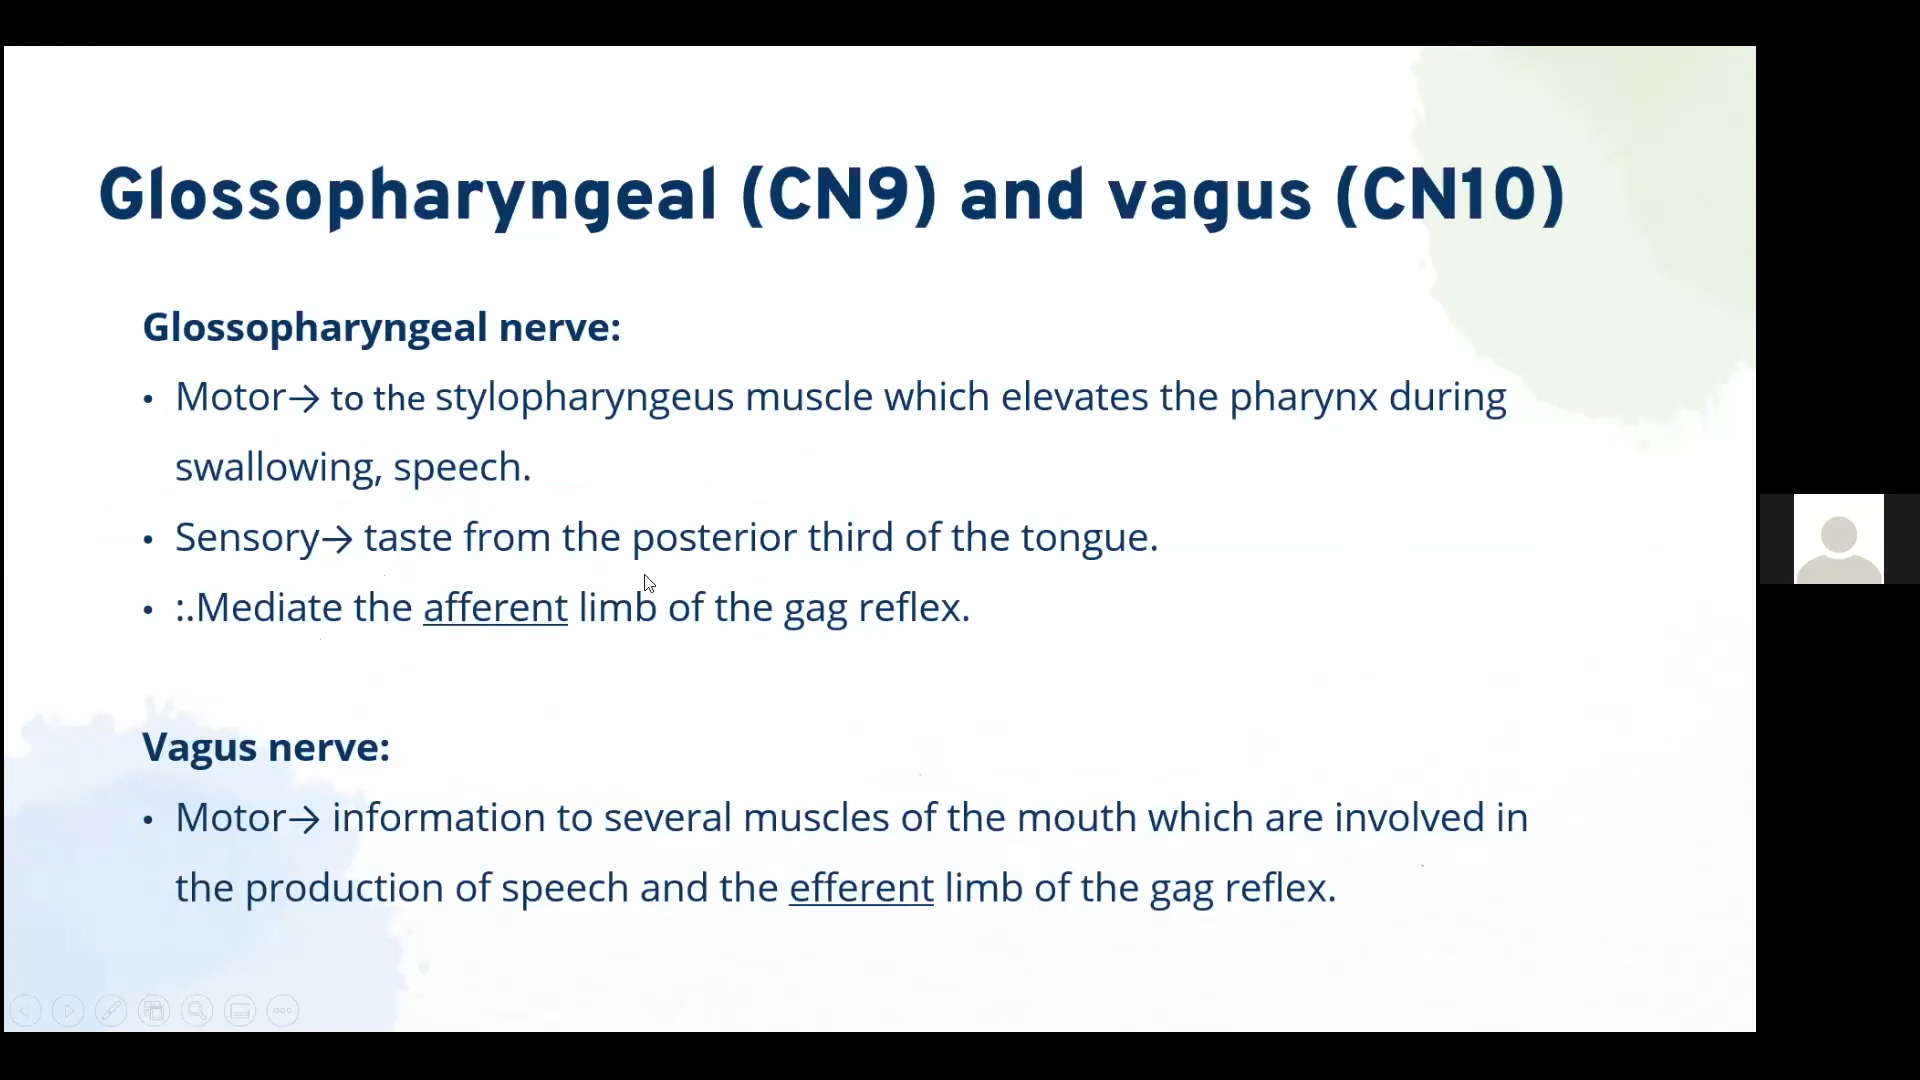 Glossopharyngeal (CN9) and vagus (CN10)
Glossopharyngeal nerve:
• Motor→ to the stylopharyngeus muscle which elevates the pharynx during
swallowing, speech.
• Sensory→ taste from the posterior third of the tongue.
• :.Mediate the afferent limb of the gag reflex.
Vagus nerve:
• Motor→ information to several muscles of the mouth which are involved in
the production of speech and the efferent limb of the gag reflex.